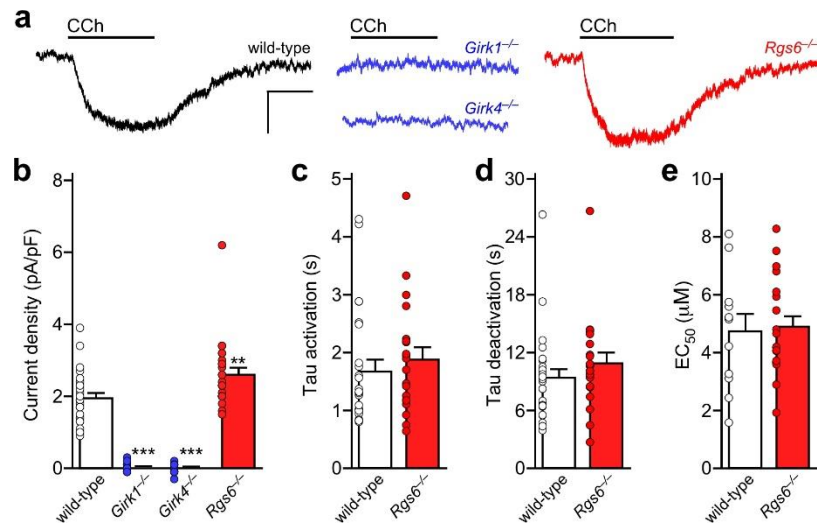 a
CCh
wild-type
CCh
Girk1–/–
Girk4–/–
CCh
Rgs6–/–
b
Current density (pA/pF)
8
6
4
2
0
***
***
**
wild-type
Girk1–/–
Girk4–/–
Rgs6–/–
c
Tau activation (s)
5
4
3
2
1
0
wild-type
Rgs6–/–
d
Tau deactivation (s)
30
24
18
12
6
0
wild-type
Rgs6–/–
e
EC50 (µM)
10
8
6
4
2
0
wild-type
Rgs6–/–